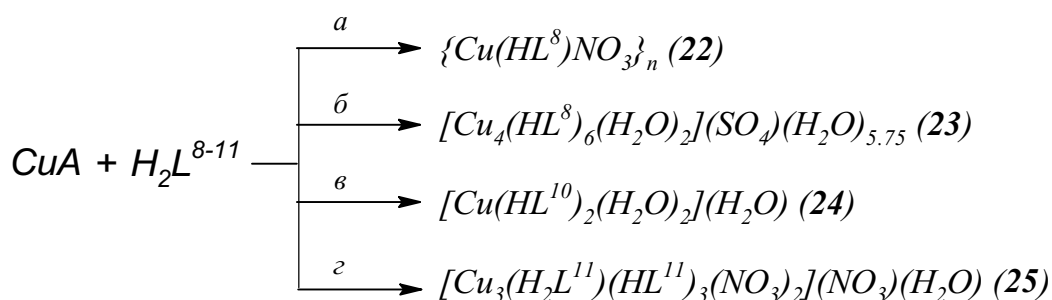 а
{Cu(HL⁸)NO₃}ₙ (22)
б
[Cu₄(HL⁸)₆(H₂O)₂](SO₄)(H₂O)₅.₇₅ (23)
CuA + H₂L⁸⁻¹¹
в
[Cu(HL¹⁰)₂(H₂O)₂](H₂O) (24)
г
[Cu₃(H₂L¹¹)(HL¹¹)₃(NO₃)₂](NO₃)(H₂O) (25)